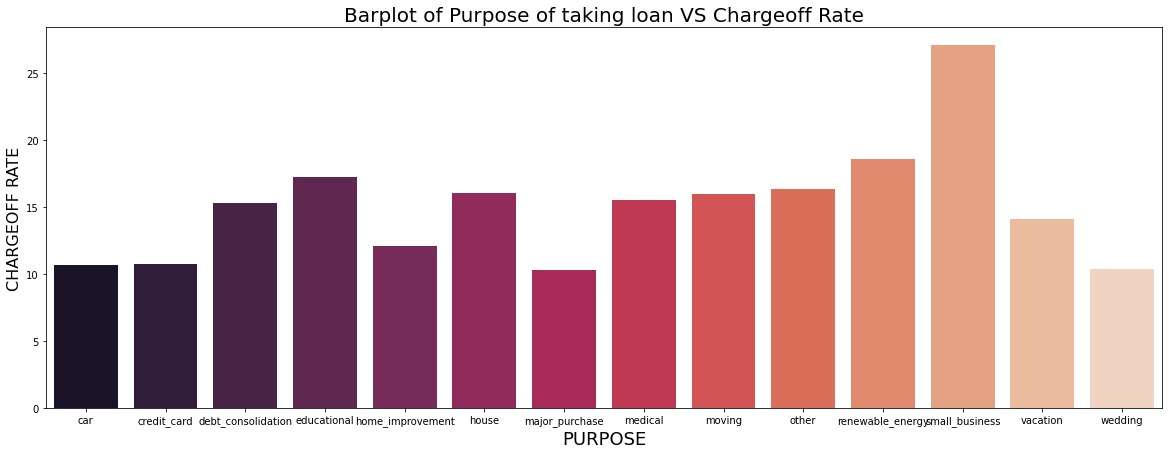 Barplot of Purpose of taking loan VS Chargeoff Rate
CHARGEOFF RATE
25
20
15
10
5
0
car credit_card debt_consolidation educational home_improvement house major_purchase medical moving other renewable_energy small_business vacation wedding
PURPOSE